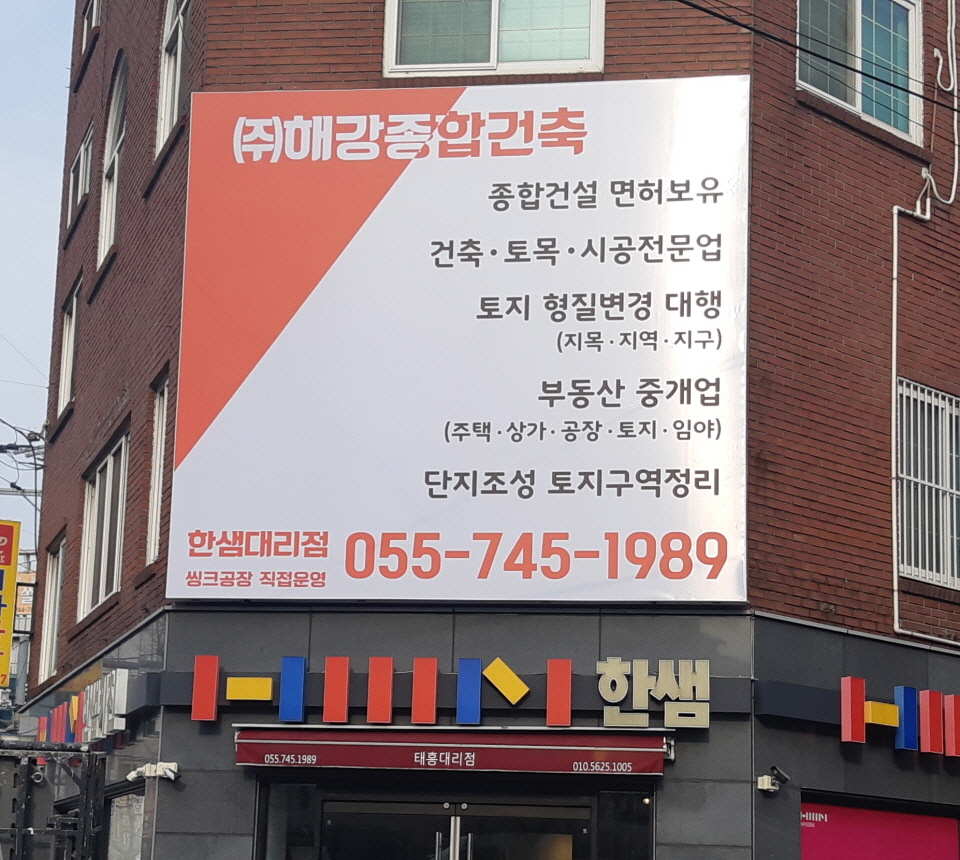 (주)해강종합건축
종합건설 면허보유
건축·토목·시공전문업
토지 형질변경 대행
(지목·지역·지구)
부동산 중개업
(주택·상가·공장·토지·임야)
단지조성 토지구역정리
한샘대리점
씽크공장 직접운영
055-745-1989
한샘
055.745.1989
태흥대리점
010.5625.1005